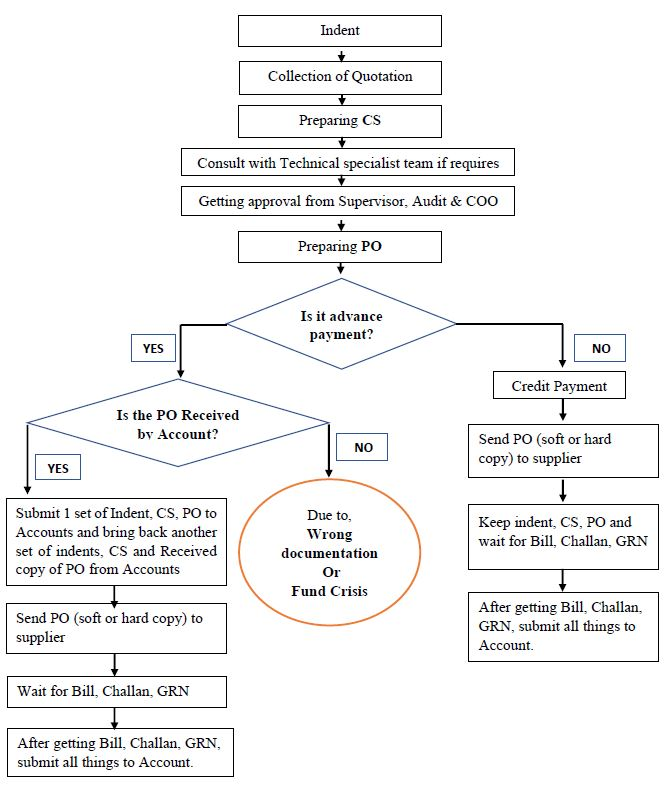 Indent
Collection of Quotation
Preparing CS
Consult with Technical specialist team if requires
Getting approval from Supervisor, Audit & COO
Preparing PO
Is it advance
payment?
YES
NO
Is the PO Received
by Account?
YES
NO
Submit 1 set of Indent, CS, PO to
Accounts and bring back another
set of indents, CS and Received
copy of PO from Accounts
Send PO (soft or hard copy) to
supplier
Wait for Bill, Challan, GRN
After getting Bill, Challan, GRN,
submit all things to Account.
Due to,
Wrong
documentation
Or
Fund Crisis
Credit Payment
Send PO (soft or hard
copy) to supplier
Keep indent, CS, PO and
wait for Bill, Challan, GRN
After getting Bill, Challan,
GRN, submit all things to
Account.